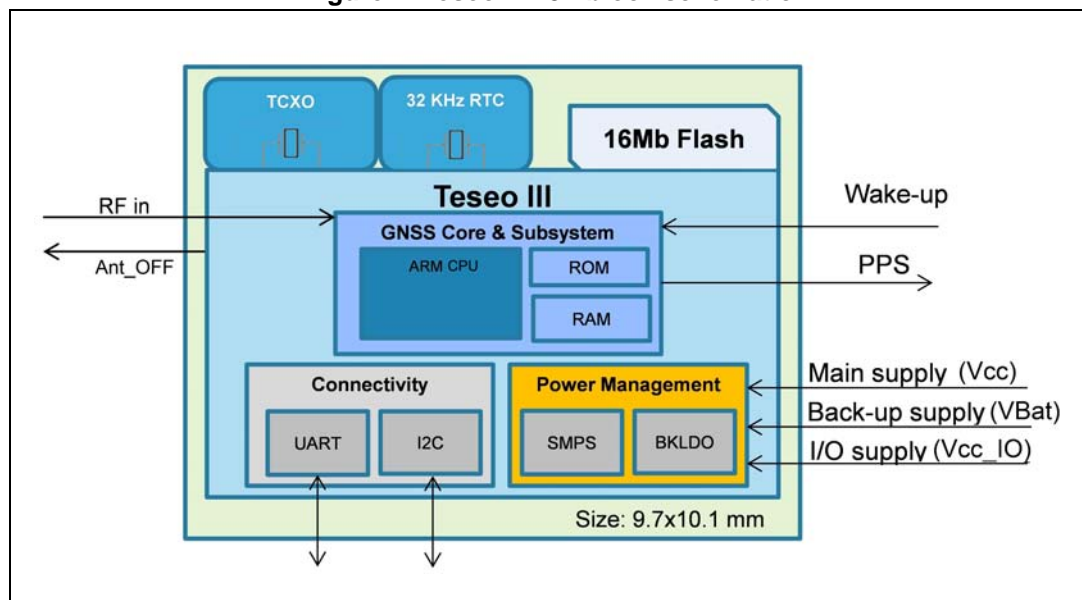 TCXO
32 KHz RTC
16Mb Flash
Teseo III
RF in
Wake-up
GNSS Core & Subsystem
ARM CPU
ROM
Ant_OFF
PPS
RAM
Connectivity
Power Management
Main supply (Vcc)
Back-up supply (VBat)
UART
I2C
SMPS
BKLDO
I/O supply (Vcc_IO)
Size: 9.7x10.1 mm